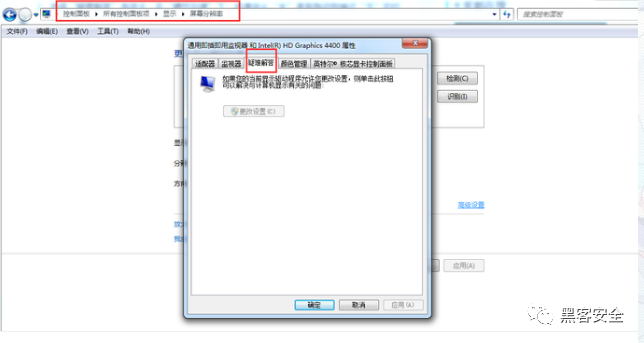 控制面板 ▸ 所有控制面板项 ▸ 显示 ▸ 屏幕分辨率
搜索控制面板
文件(F) 编辑(E) 查看(V) 工具(T) 帮助(H)
通用即插即用监视器 和 Intel(R) HD Graphics 4400 属性
适配器 监视器 疑难解答 颜色管理 英特尔® 核芯显卡控制面板
如果您的当前显示驱动程序允许您更改设置，则单击此按钮
可以解决与计算机显示有关的问题:
更改设置(C)
检测(C)
识别(I)
显
分辨
方向
高级设置
放
应用(A)
确定 取消 应用(A)
黑客安全